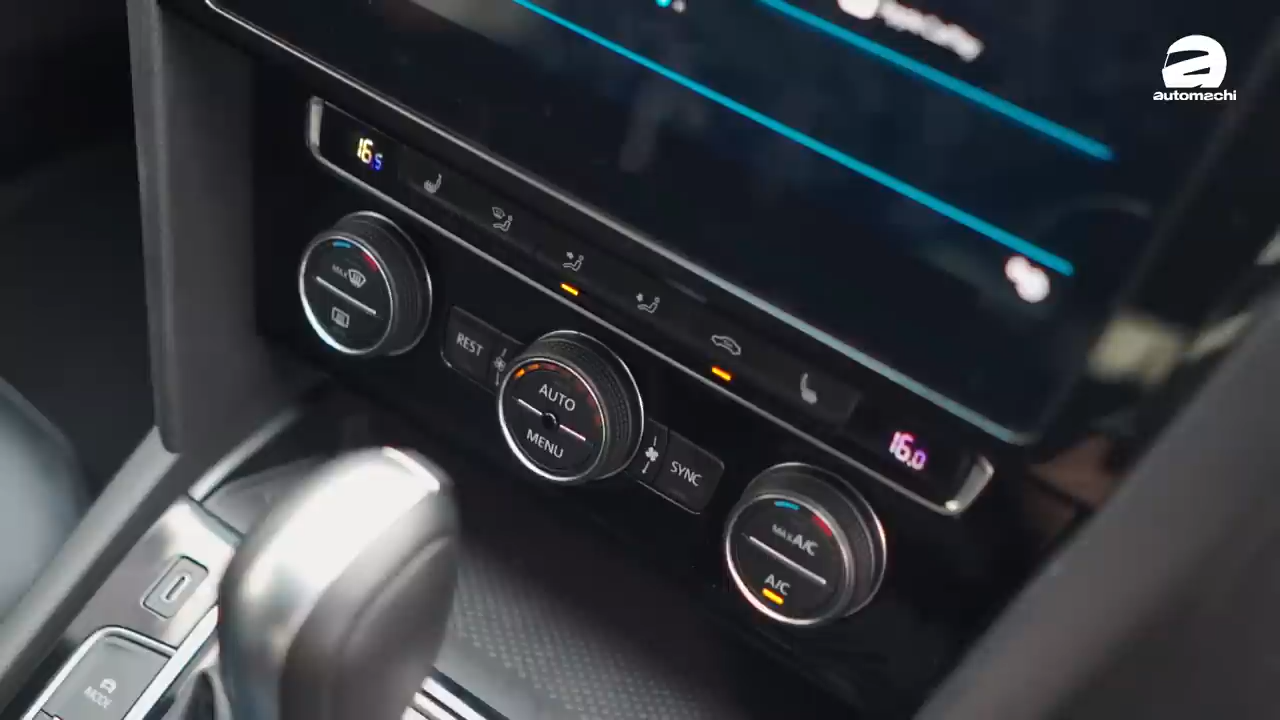 automachi
16.5
MAX
REST
AUTO
MENU
SYNC
16.0
MAX A/C
A/C
MODE